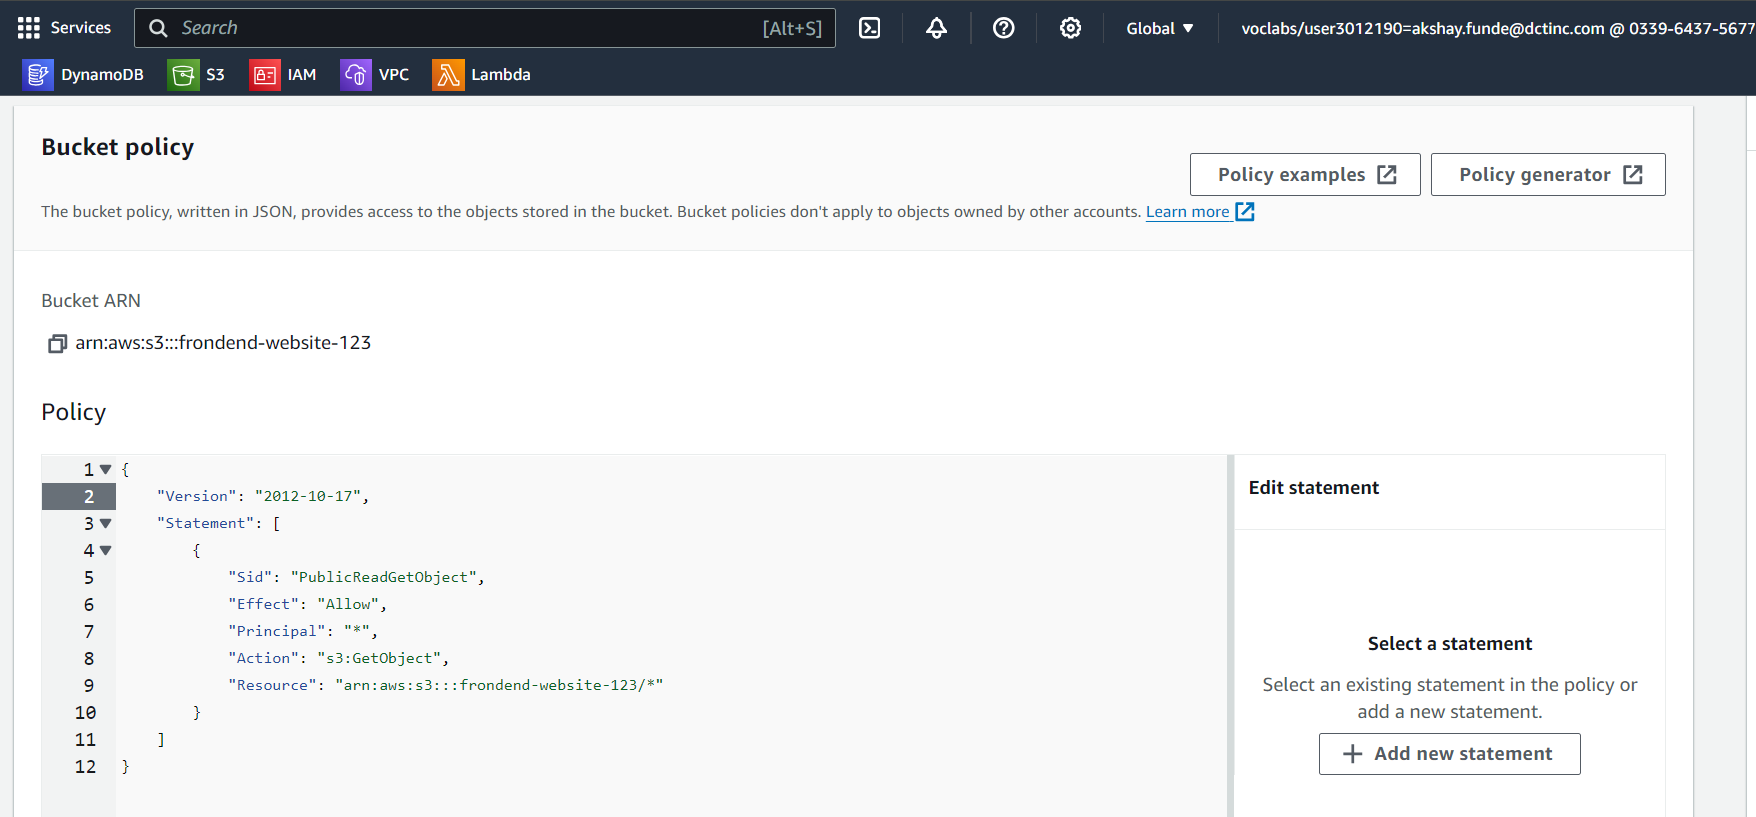 Services
Search [Alt+S]
Global
voclabs/user3012190=akshay.funde@dctinc.com @ 0339-6437-5677
DynamoDB S3 IAM VPC Lambda
Bucket policy
Policy examples
Policy generator
The bucket policy, written in JSON, provides access to the objects stored in the bucket. Bucket policies don't apply to objects owned by other accounts. Learn more
Bucket ARN
arn:aws:s3:::frondend-website-123
Policy
1 {
2 "Version": "2012-10-17",
3 "Statement": [
4 {
5 "Sid": "PublicReadGetObject",
6 "Effect": "Allow",
7 "Principal": "*",
8 "Action": "s3:GetObject",
9 "Resource": "arn:aws:s3:::frondend-website-123/*"
10 }
11 ]
12 }
Edit statement
Select a statement
Select an existing statement in the policy or
add a new statement.
+ Add new statement